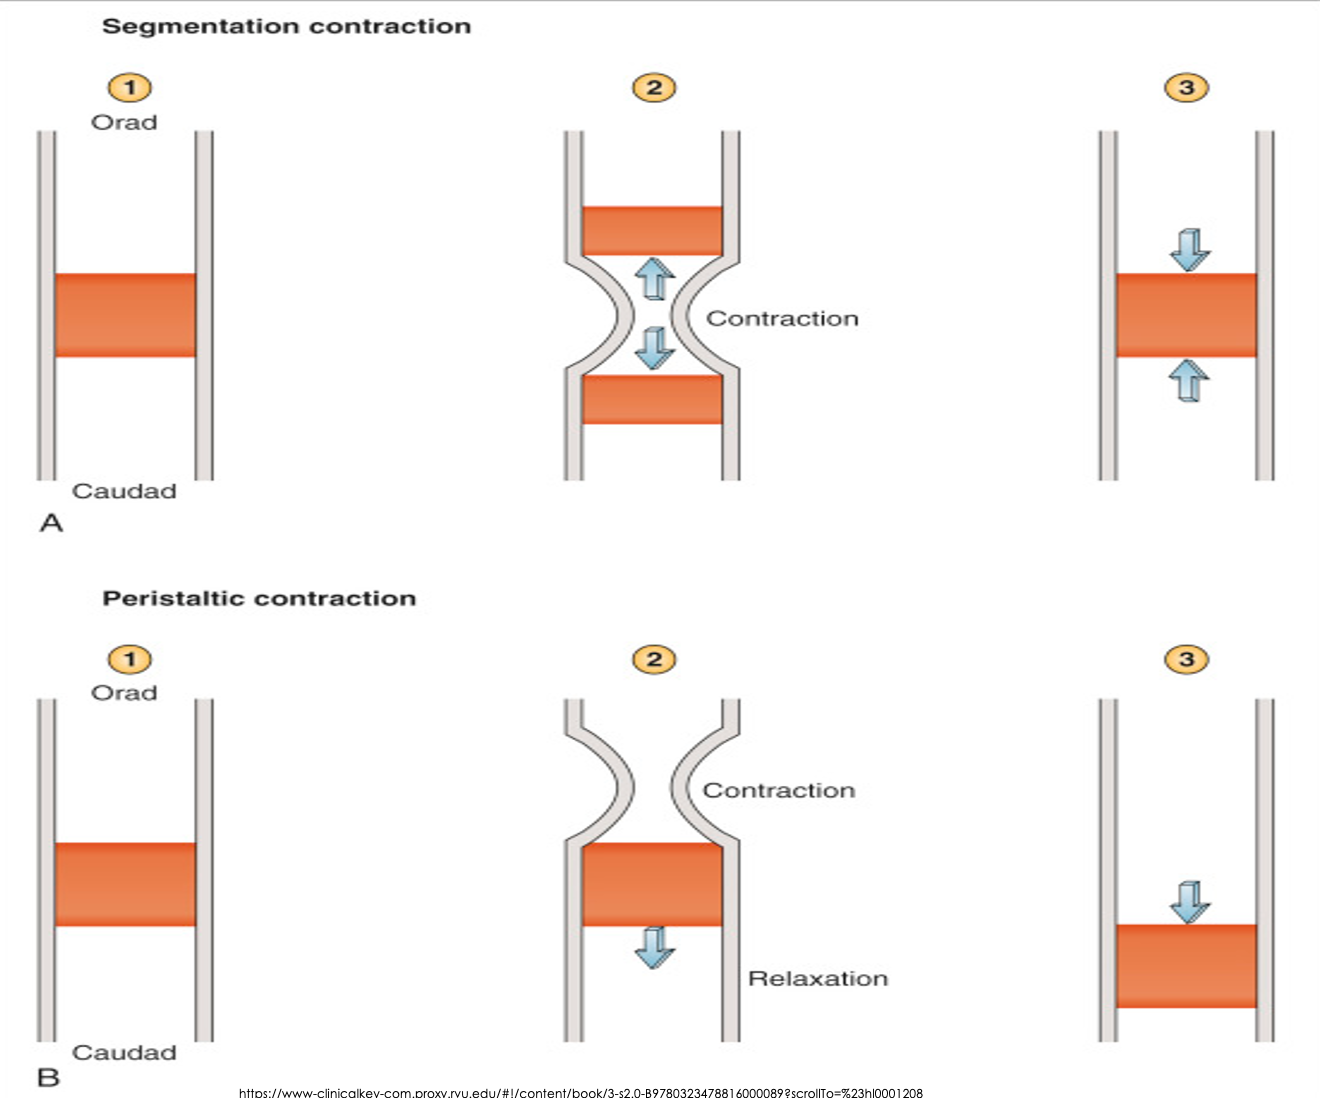 Segmentation contraction
1 2 3
Orad
Contraction
Caudad
A
Peristaltic contraction
1 2 3
Orad
Contraction
Relaxation
Caudad
B
https://www-clinicalkey-com.proxy.rvu.edu/#!/content/book/3-s2.0-B9780323478816000089?scrollTo=%23hl0001208